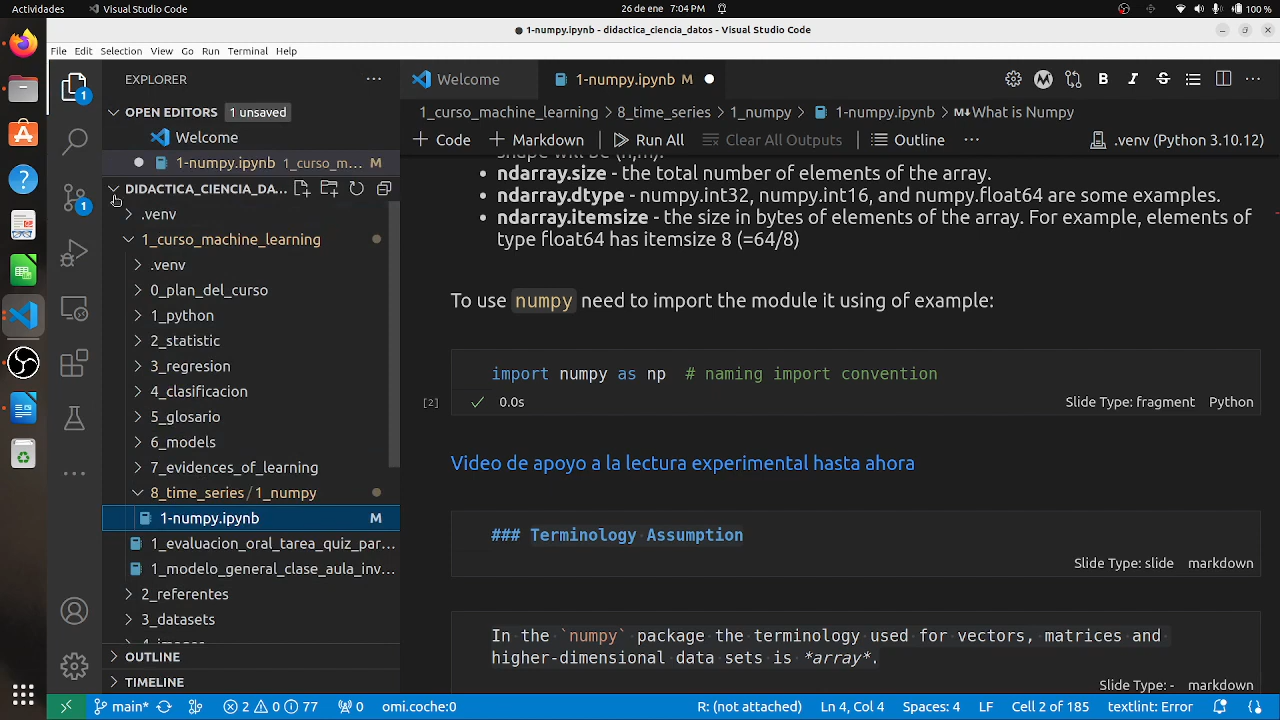 Actividades
Visual Studio Code
26 de ene 7:04 PM
100 %
1-numpy.ipynb - didactica_ciencia_datos - Visual Studio Code
File Edit Selection View Go Run Terminal Help
EXPLORER
OPEN EDITORS
1 unsaved
Welcome
1-numpy.ipynb 1_curso_m... M
DIDACTICA_CIENCIA_DA...
.venv
1_curso_machine_learning
.venv
0_plan_del_curso
1_python
2_statistic
3_regresion
4_clasificacion
5_glosario
6_models
7_evidences_of_learning
8_time_series / 1_numpy
1-numpy.ipynb M
1_evaluacion_oral_tarea_quiz_par...
1_modelo_general_clase_aula_inv...
2_referentes
3_datasets
OUTLINE
TIMELINE
1
1
Welcome
1-numpy.ipynb M
1_curso_machine_learning > 8_time_series > 1_numpy > 1-numpy.ipynb > What is Numpy
+ Code + Markdown Run All Clear All Outputs Outline ... .venv (Python 3.10.12)
shape will be (n,m).
ndarray.size - the total number of elements of the array.
ndarray.dtype - numpy.int32, numpy.int16, and numpy.float64 are some examples.
ndarray.itemsize - the size in bytes of elements of the array. For example, elements of
type float64 has itemsize 8 (=64/8)
To use numpy need to import the module it using of example:
import numpy as np # naming import convention
[2]
0.0s
Slide Type: fragment Python
Video de apoyo a la lectura experimental hasta ahora
### Terminology Assumption
Slide Type: slide markdown
In the `numpy` package the terminology used for vectors, matrices and
higher-dimensional data sets is *array*.
Slide Type: - markdown
main* 2 0 77 0 omi.coche:0 R: (not attached) Ln 4, Col 4 Spaces: 4 LF Cell 2 of 185 textlint: Error